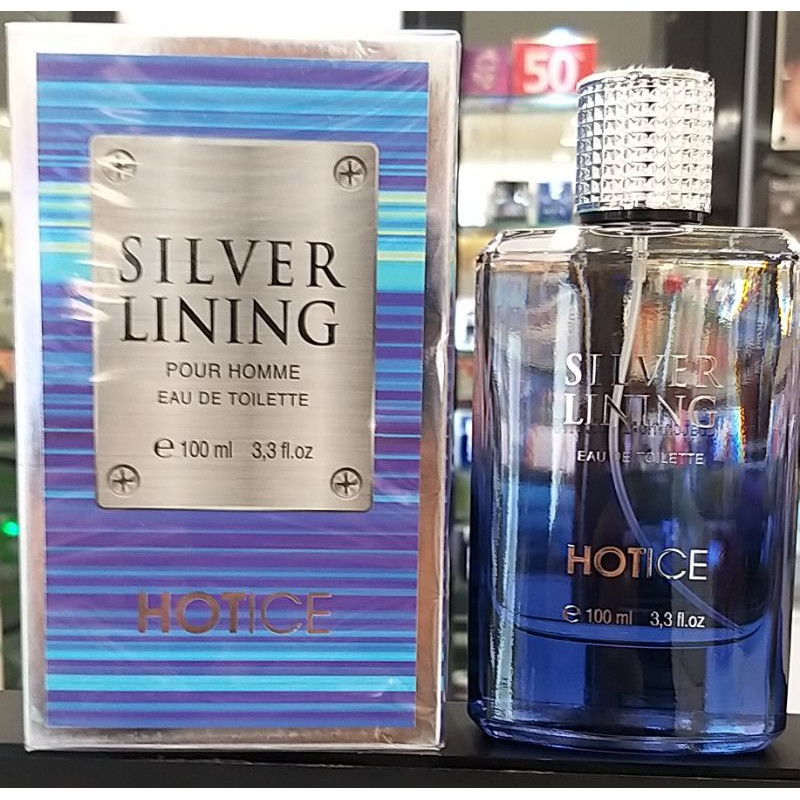 50
SILVER
LINING
POUR HOMME
EAU DE TOILETTE
e 100 ml 3,3 fl.oz
HOTICE
SILVER
LINING
EAU DE TOILETTE
HOTICE
e 100 ml 3,3 fl.oz